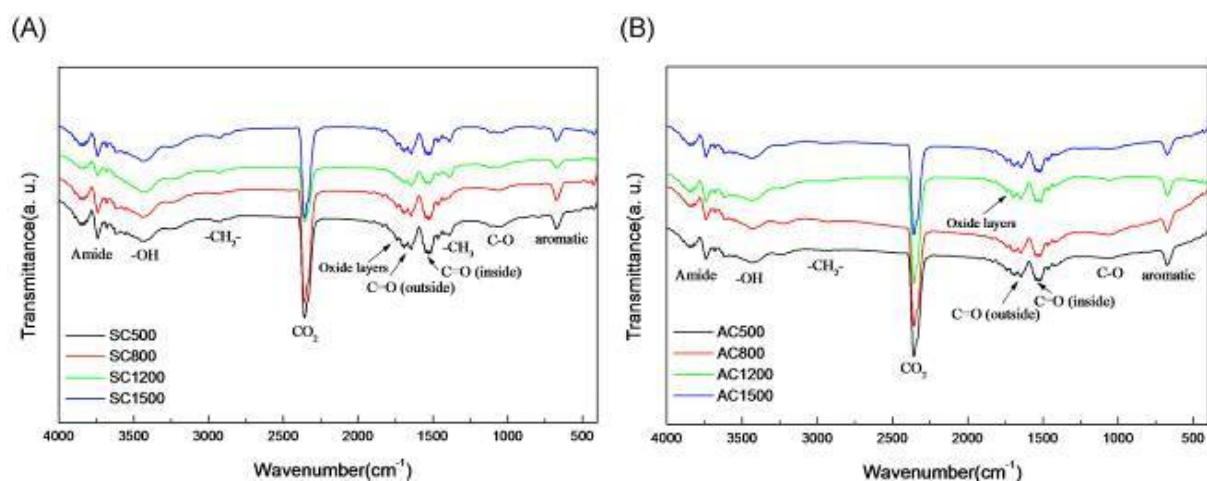 (A)
(B)
Transmittance(a. u.)
Amide
-OH
-CH2-
CO2
Oxide layers
C=O (outside)
C=O (inside)
-CH3
C-O
aromatic
SC500
SC800
SC1200
SC1500
4000 3500 3000 2500 2000 1500 1000 500
Wavenumber(cm-1)
Transmittance(a. u.)
Amide
-OH
-CH2-
CO2
Oxide layers
C=O (outside)
C=O (inside)
C-O
aromatic
AC500
AC800
AC1200
AC1500
4000 3500 3000 2500 2000 1500 1000 500
Wavenumber(cm-1)